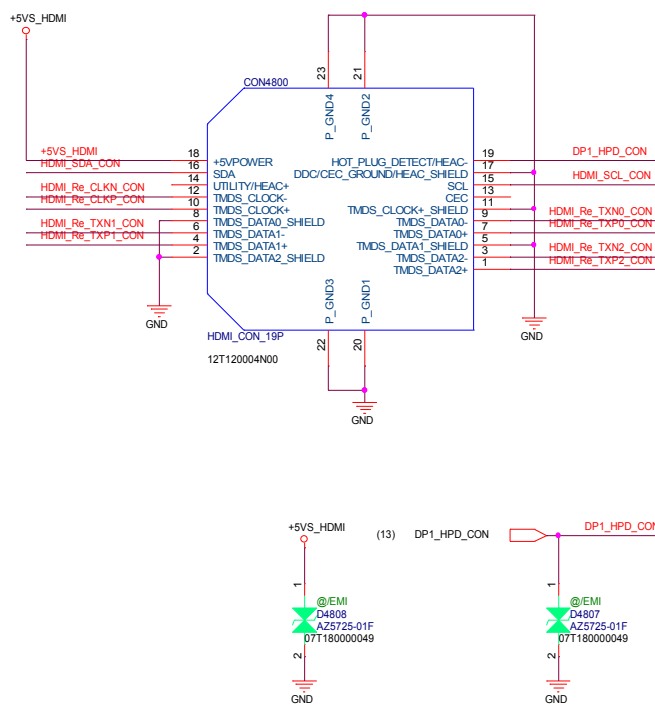 +5VS_HDMI
23
21
CON4800
P_GND4
P_GND2
+5VS_HDMI
18
+5VPOWER
HOT_PLUG_DETECT/HEAC-
19
DP1_HPD_CON
HDMI_SDA_CON
16
SDA
DDC/CEC_GROUND/HEAC_SHIELD
17
14
UTILITY/HEAC+
SCL
15
HDMI_SCL_CON
HDMI_Re_CLKN_CON
12
TMDS_CLOCK-
CEC
13
HDMI_Re_CLKP_CON
10
TMDS_CLOCK+
TMDS_CLOCK+_SHIELD
11
8
TMDS_DATA0_SHIELD
TMDS_DATA0-
9
HDMI_Re_TXN0_CON
HDMI_Re_TXN1_CON
6
TMDS_DATA1-
TMDS_DATA0+
7
HDMI_Re_TXP0_CON
HDMI_Re_TXP1_CON
4
TMDS_DATA1+
TMDS_DATA1_SHIELD
5
2
TMDS_DATA2_SHIELD
TMDS_DATA2-
3
HDMI_Re_TXN2_CON
TMDS_DATA2+
1
HDMI_Re_TXP2_CON
P_GND3
P_GND1
GND
GND
HDMI_CON_19P
22
20
12T120004N00
GND
+5VS_HDMI
(13)
DP1_HPD_CON
DP1_HPD_CON
1
@/EMI
D4808
AZ5725-01F
07T180000049
2
GND
1
@/EMI
D4807
AZ5725-01F
07T180000049
2
GND